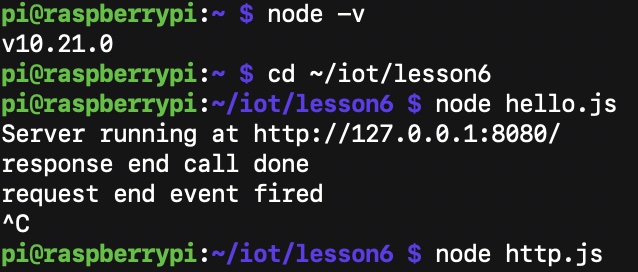 pi@raspberrypi:~ $ node -v
v10.21.0
pi@raspberrypi:~ $ cd ~/iot/lesson6
pi@raspberrypi:~/iot/lesson6 $ node hello.js
Server running at http://127.0.0.1:8080/
response end call done
request end event fired
^C
pi@raspberrypi:~/iot/lesson6 $ node http.js